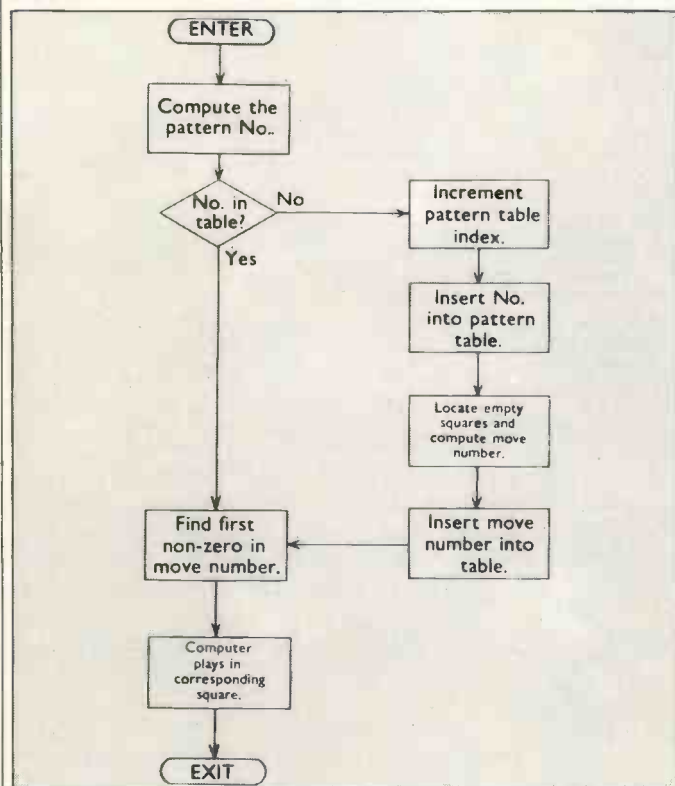 ENTER
Compute the
pattern No..
No. in
table?
No
Yes
Increment
pattern table
index.
Insert No.
into pattern
table.
Locate empty
squares and
compute move
number.
Insert move
number into
table.
Find first
non-zero in
move number.
Computer
plays in
corresponding
square.
EXIT